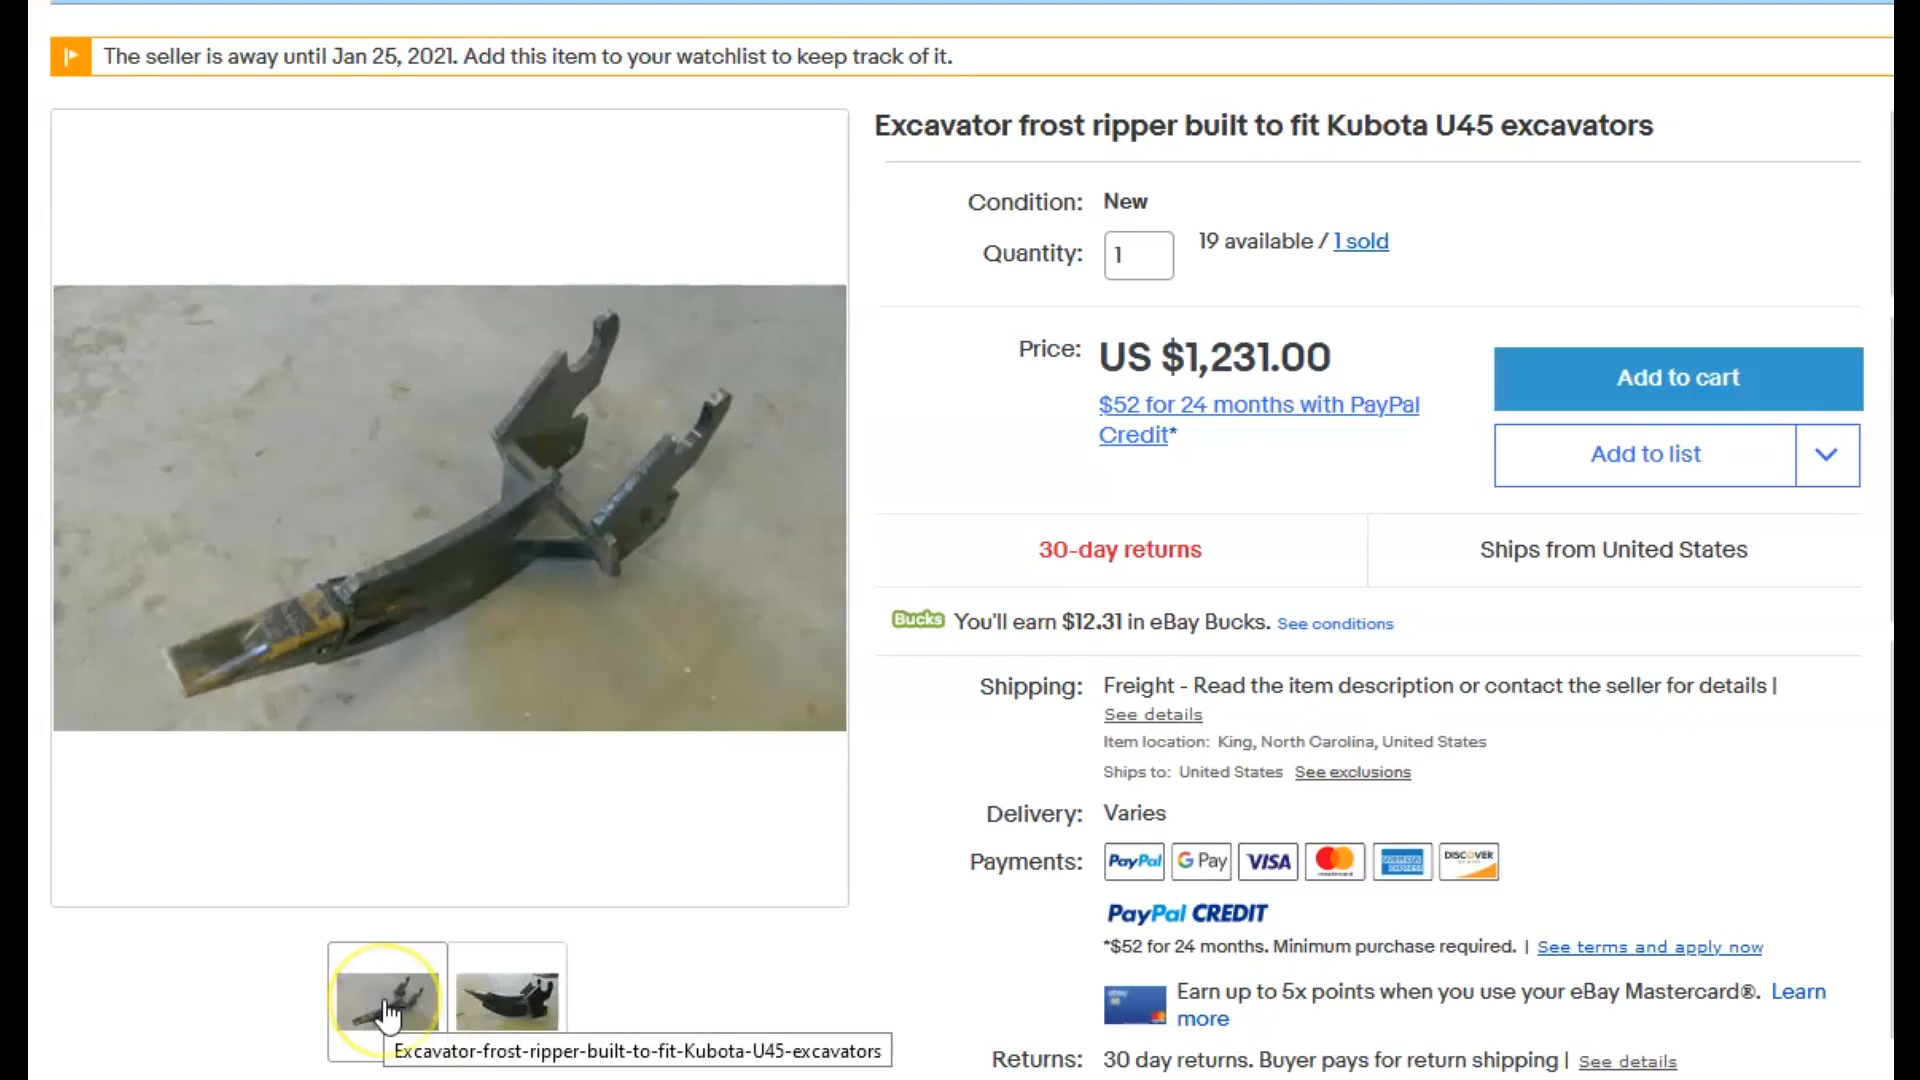 The seller is away until Jan 25, 2021. Add this item to your watchlist to keep track of it.
Excavator frost ripper built to fit Kubota U45 excavators
Condition: New
Quantity: 1 19 available / 1 sold
Price: US $1,231.00
$52 for 24 months with PayPal
Credit*
Add to cart
Add to list
30-day returns
Ships from United States
Bucks You'll earn $12.31 in eBay Bucks. See conditions
Shipping: Freight - Read the item description or contact the seller for details |
See details
Item location: King, North Carolina, United States
Ships to: United States See exclusions
Delivery: Varies
Payments: PayPal G Pay VISA mastercard AMERICAN EXPRESS DISCOVER
PayPal CREDIT
*$52 for 24 months. Minimum purchase required. | See terms and apply now
Earn up to 5x points when you use your eBay Mastercard®. Learn
more
Excavator-frost-ripper-built-to-fit-Kubota-U45-excavators
Returns: 30 day returns. Buyer pays for return shipping | See details